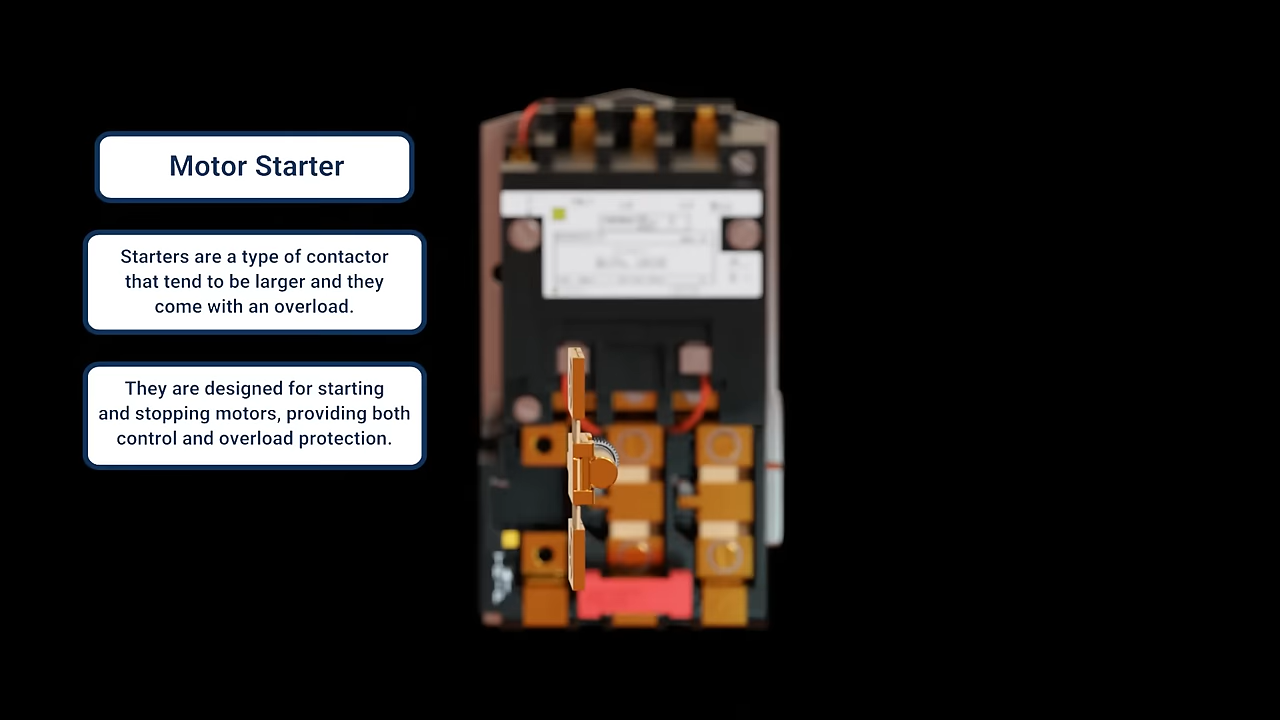 Motor Starter
Starters are a type of contactor
that tend to be larger and they
come with an overload.
They are designed for starting
and stopping motors, providing both
control and overload protection.